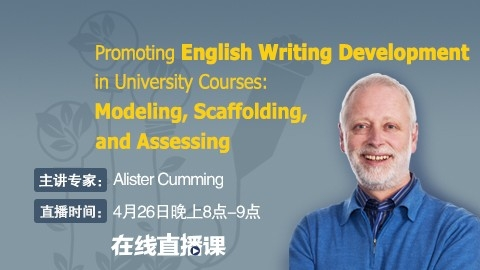 Promoting English Writing Development
in University Courses:
Modeling, Scaffolding,
and Assessing
主讲专家： Alister Cumming
直播时间： 4月26日晚上8点-9点
在线直播课